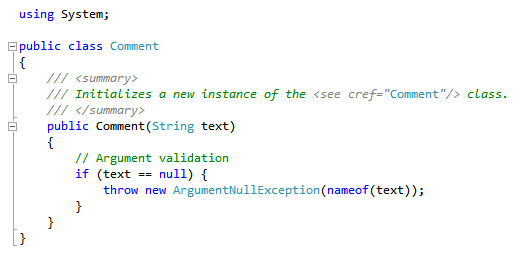 using System;
public class Comment
{
/// <summary>
/// Initializes a new instance of the <see cref="Comment"/> class.
/// </summary>
public Comment(String text)
{
// Argument validation
if (text == null) {
throw new ArgumentNullException(nameof(text));
}
}
}